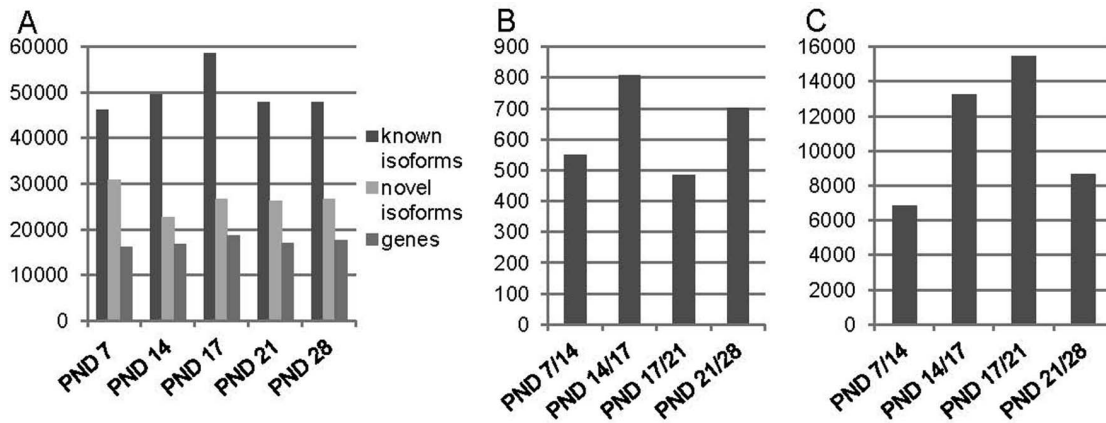 A
60000
50000
40000
30000
20000
10000
0
PND 7
PND 14
PND 17
PND 21
PND 28
known
isoforms
novel
isoforms
genes
B
900
800
700
600
500
400
300
200
100
0
PND 7/14
PND 14/17
PND 17/21
PND 21/28
C
16000
14000
12000
10000
8000
6000
4000
2000
0
PND 7/14
PND 14/17
PND 17/21
PND 21/28